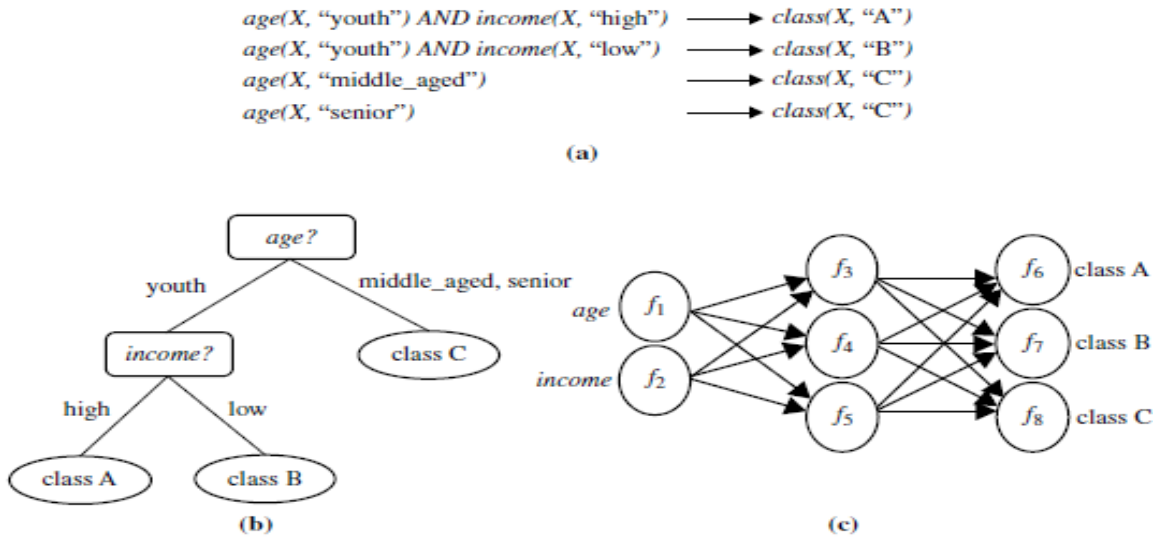 age(X, “youth”) AND income(X, “high”) class(X, “A”)
age(X, “youth”) AND income(X, “low”) class(X, “B”)
age(X, “middle_aged”) class(X, “C”)
age(X, “senior”) class(X, “C”)
(a)
age?
youth
middle_aged, senior
income?
class C
high
low
class A
class B
(b)
age
income
f1
f2
f3
f4
f5
f6
class A
f7
class B
f8
class C
(c)